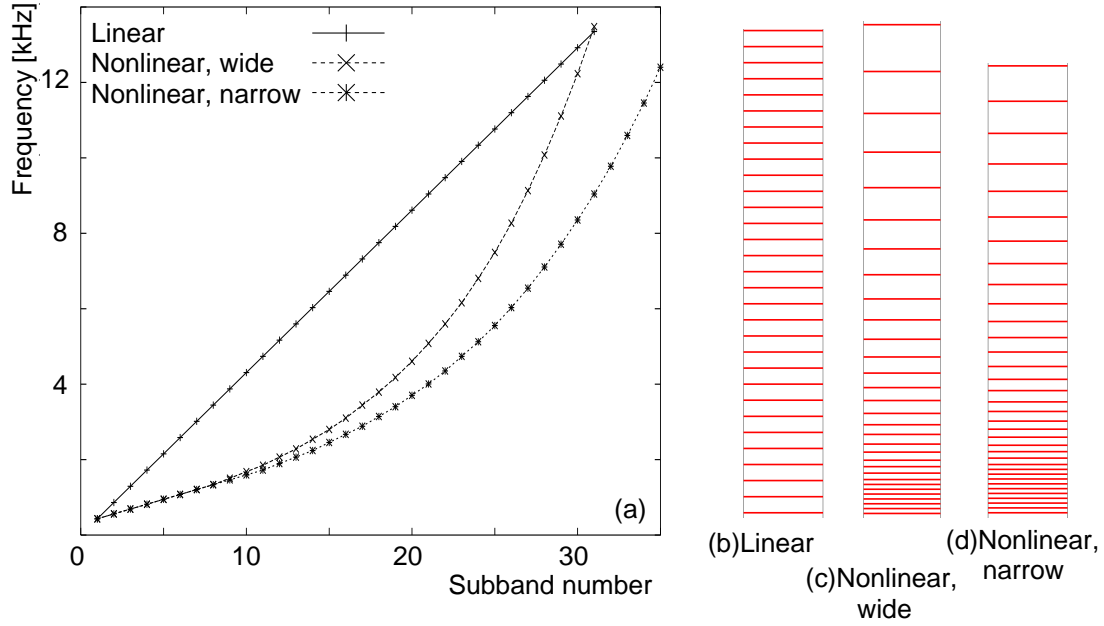 Frequency [kHz]
Linear
Nonlinear, wide
Nonlinear, narrow
12
8
4
0
10
20
30
(a)
Subband number
(b)Linear
(c)Nonlinear,
wide
(d)Nonlinear,
narrow